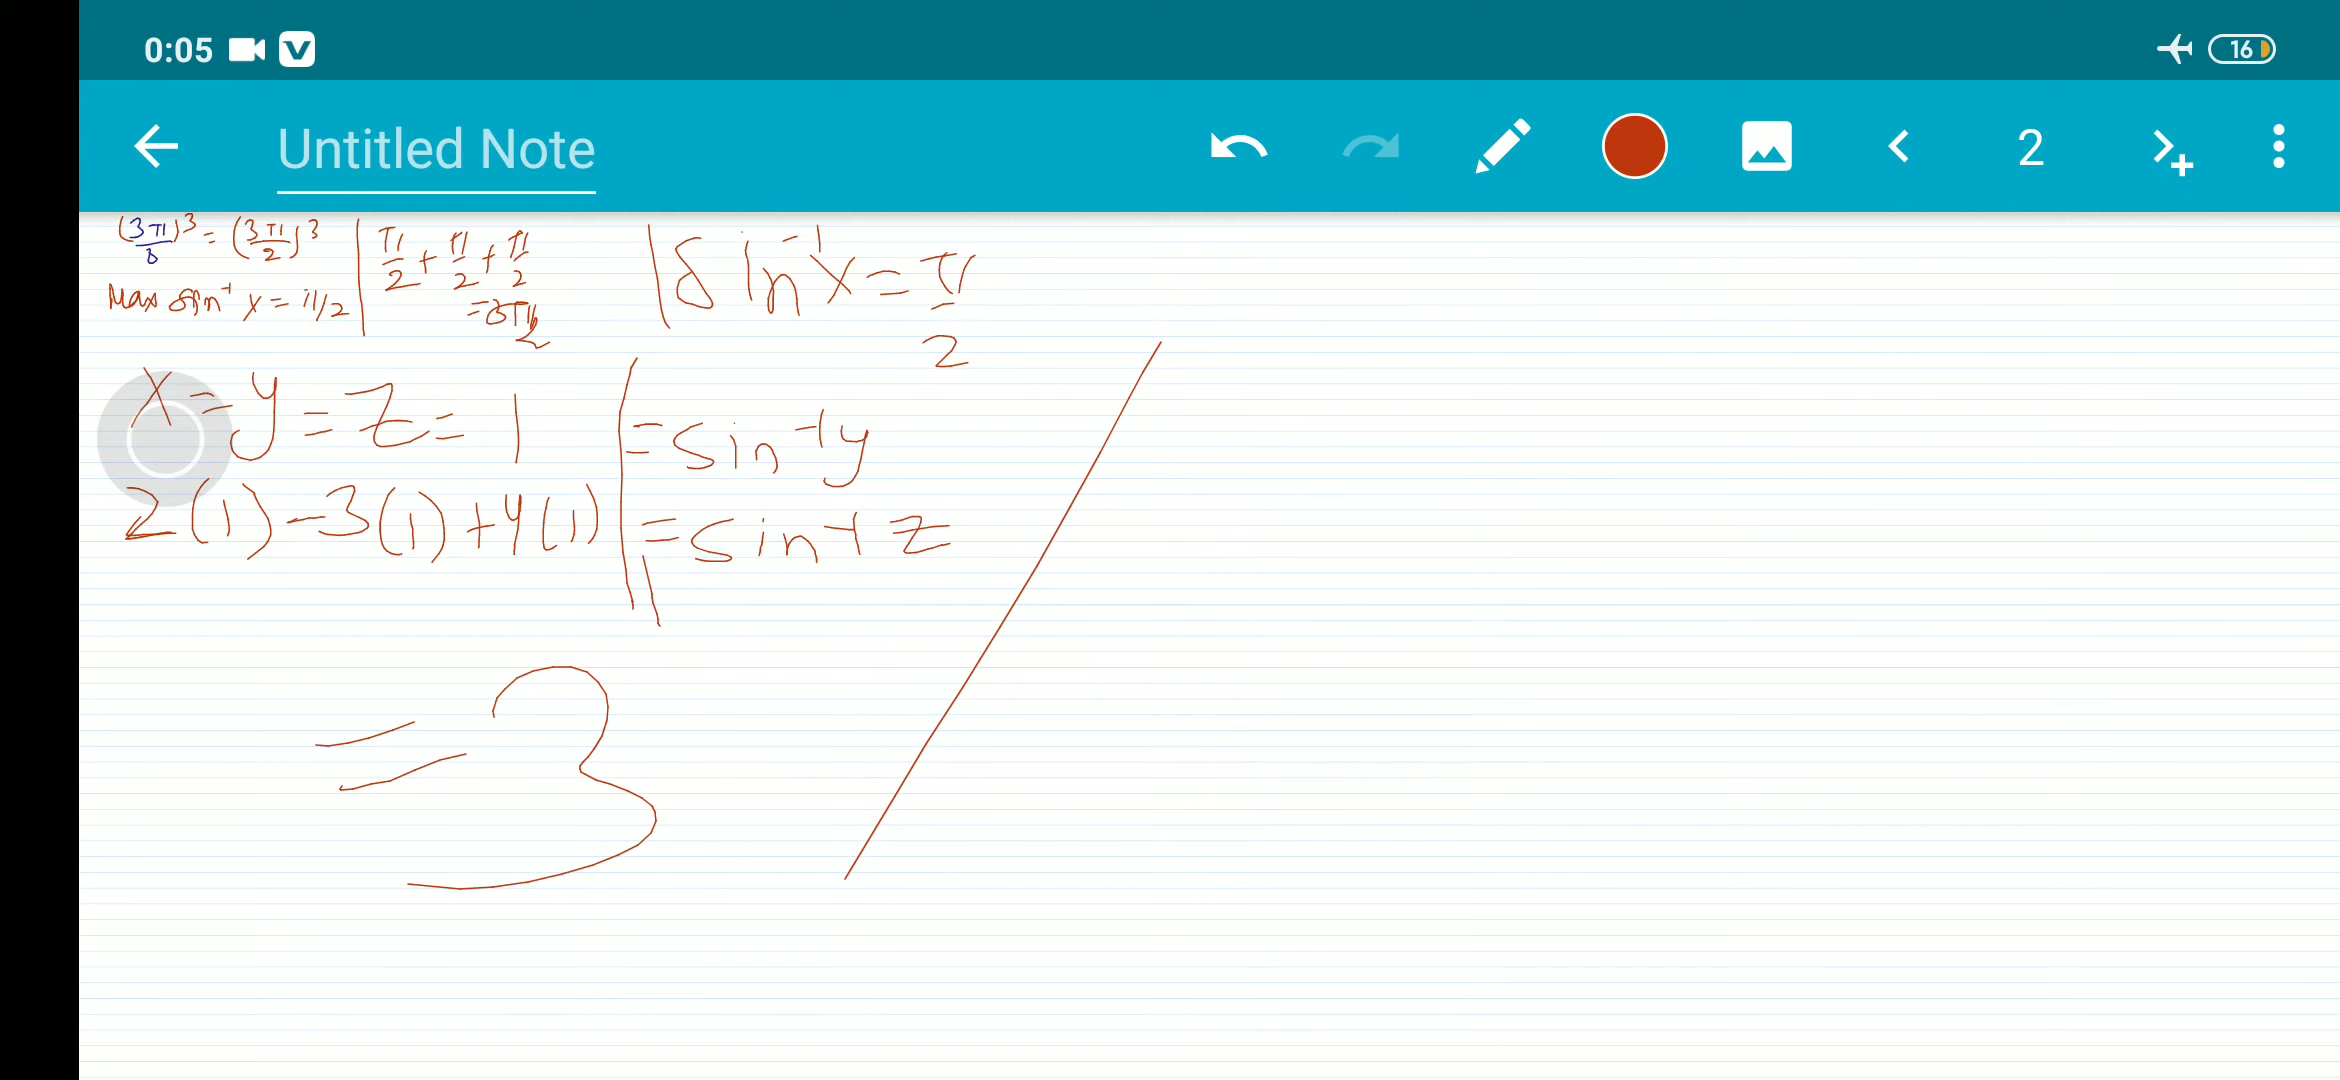 0:05 V 16
Untitled Note 2
(3π/8)^3 = (3π/2)^3
Max sin^-1 x = π/2
π/2 + π/2 + π/2
= 3π/2
sin^-1 x = π/2
x = y = z = 1
= sin^-1 y
2(1) - 3(1) + 4(1)
= sin^-1 z
= 3